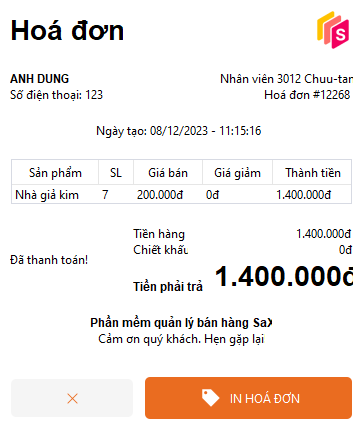 Hoá đơn
ANH DUNG
Nhân viên 3012 Chuu-tan
Số điện thoại: 123
Hoá đơn #12268
Ngày tạo: 08/12/2023 - 11:15:16
Sản phẩm SL Giá bán Giá giảm Thành tiền
Nhà giả kim 7 200.000đ 0đ 1.400.000đ
Tiền hàng 1.400.000đ
Chiết khấu 0đ
Đã thanh toán!
Tiền phải trả 1.400.000đ
Phần mềm quản lý bán hàng SaX
Cảm ơn quý khách. Hẹn gặp lại
IN HOÁ ĐƠN